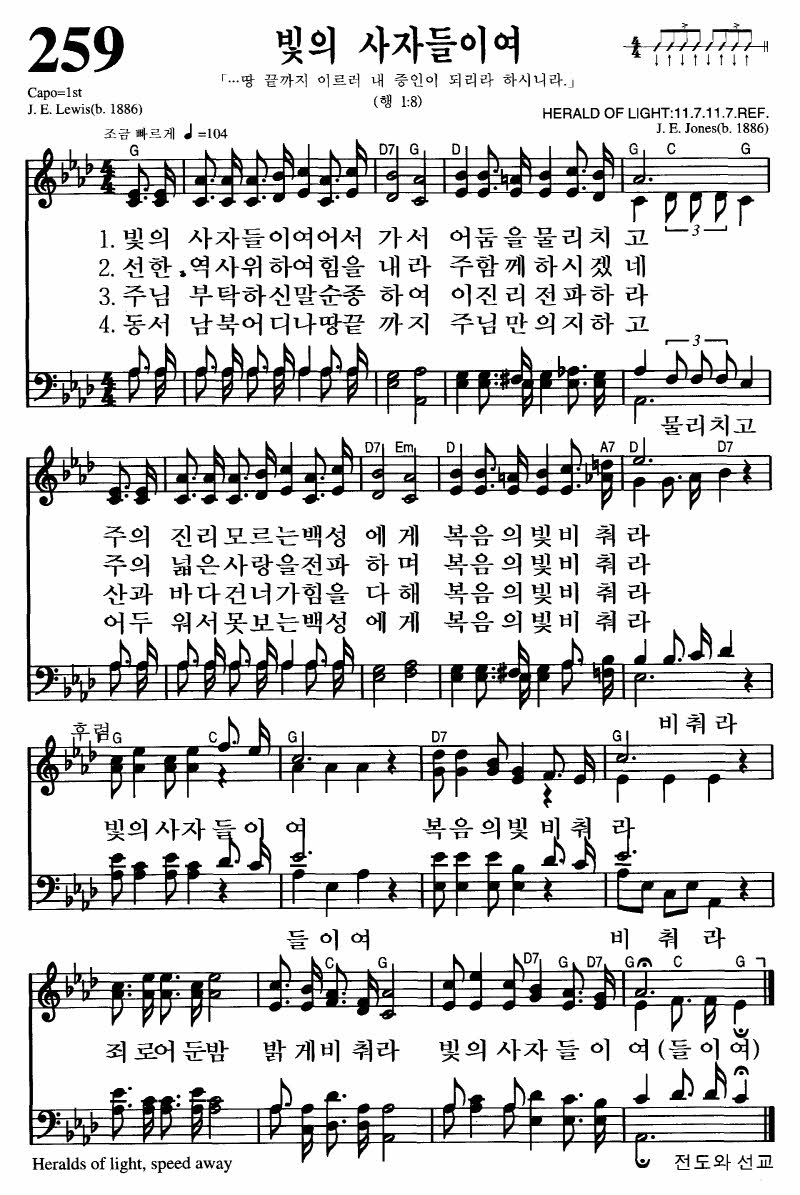 259
빛의 사자들이여
「…땅 끝까지 이르러 내 증인이 되리라 하시니라.」
(행 1:8)
4/4
Capo=1st
J. E. Lewis(b. 1886)
HERALD OF LIGHT:11.7.11.7.REF.
J. E. Jones(b. 1886)
조금 빠르게 ♩=104
G D7 G D G C G
3
1. 빛의 사자들이여어서 가서 어둠을물리치고
2. 선한 역사위하여힘을 내라 주함께하시겠네
3. 주님 부탁하신말순종 하여 이진리전파하라
4. 동서 남북어디나땅끝 까지 주님만의지하고
3
물리치고
D7 Em D A7 D D7
주의 진리모르는백성 에게 복음의빛비춰라
주의 넓은사랑을전파 하며 복음의빛비춰라
산과 바다건너가힘을 다해 복음의빛비춰라
어두 워서못보는백성 에게 복음의빛비춰라
비춰라
후렴 G C G D7 G
빛의사자들이여 복음의빛비춰라
들이여 비춰라
C G D7 G D7 G C G
죄로어둔밤 밝게비춰라 빛의사자들이여(들이여)
Heralds of light, speed away
전도와 선교